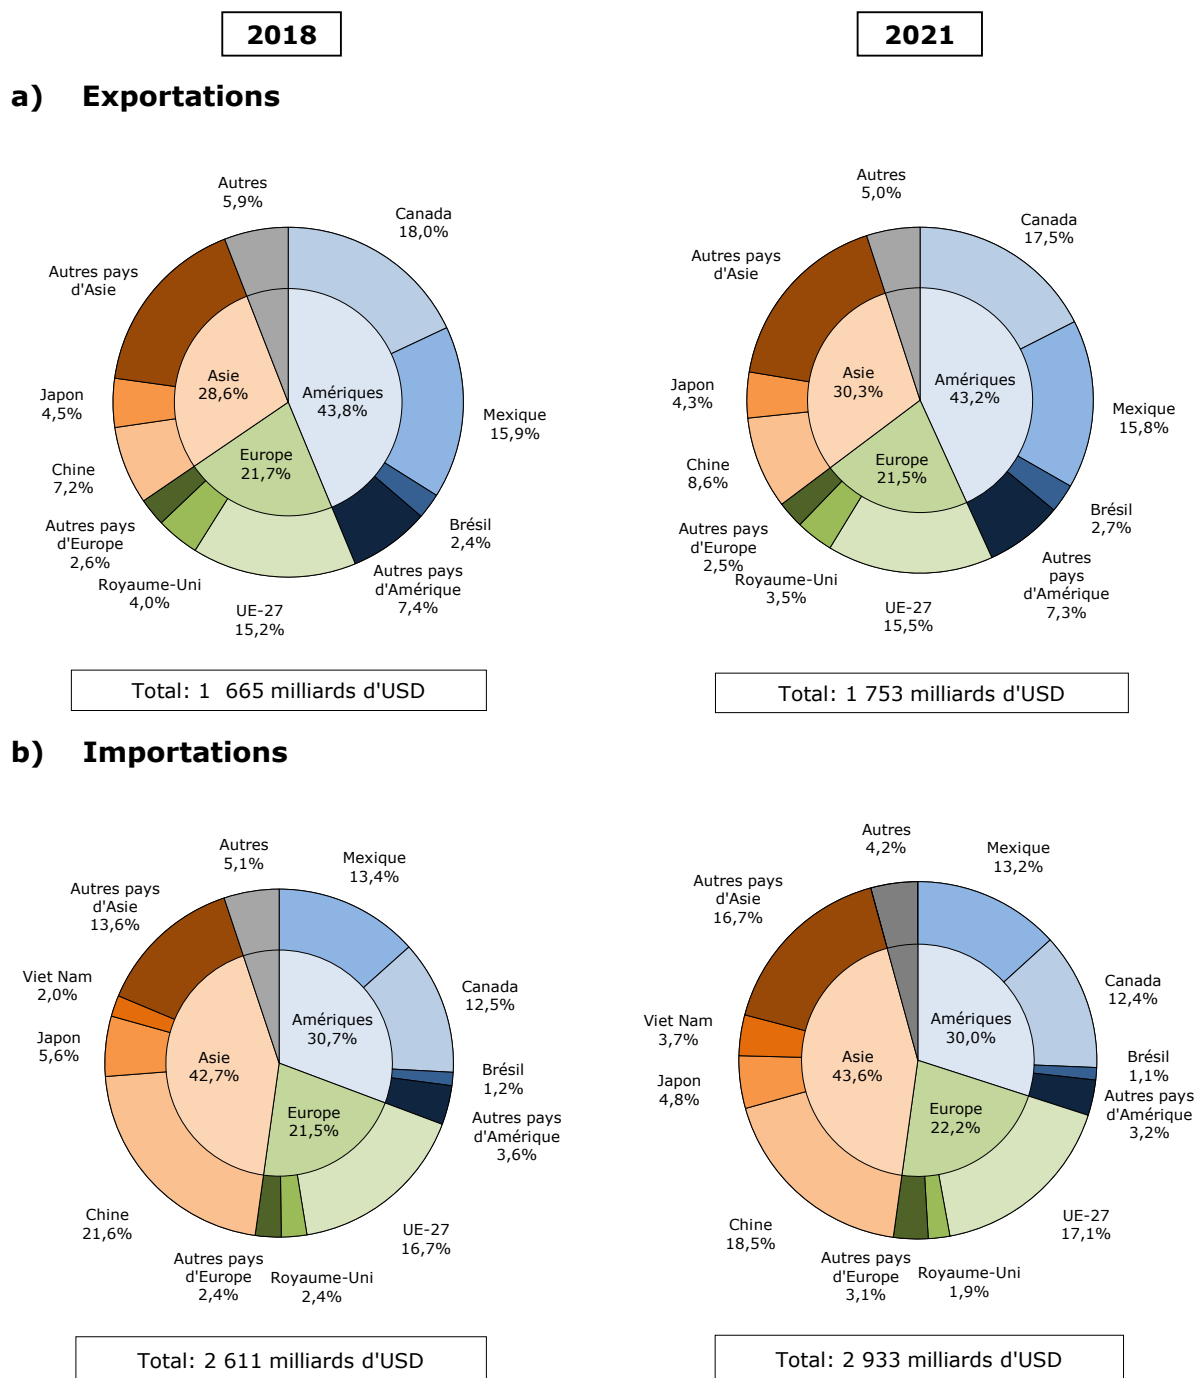 2018
2021
a) Exportations
Autres
5,9%
Canada
18,0%
Mexique
15,9%
Brésil
2,4%
Autres pays
d'Amérique
7,4%
UE-27
15,2%
Royaume-Uni
4,0%
Autres pays
d'Europe
2,6%
Chine
7,2%
Japon
4,5%
Autres pays
d'Asie
Asie
28,6%
Amériques
43,8%
Europe
21,7%
Total: 1  665 milliards d'USD
Autres
5,0%
Canada
17,5%
Mexique
15,8%
Brésil
2,7%
Autres
pays
d'Amérique
7,3%
UE-27
15,5%
Royaume-Uni
3,5%
Autres pays
d'Europe
2,5%
Chine
8,6%
Japon
4,3%
Autres pays
d'Asie
Asie
30,3%
Amériques
43,2%
Europe
21,5%
Total: 1 753 milliards d'USD
b) Importations
Autres
5,1%
Mexique
13,4%
Canada
12,5%
Brésil
1,2%
Autres pays
d'Amérique
3,6%
UE-27
16,7%
Royaume-Uni
2,4%
Autres pays
d'Europe
2,4%
Chine
21,6%
Japon
5,6%
Viet Nam
2,0%
Autres pays
d'Asie
13,6%
Amériques
30,7%
Asie
42,7%
Europe
21,5%
Total: 2 611 milliards d'USD
Autres
4,2%
Mexique
13,2%
Canada
12,4%
Brésil
1,1%
Autres pays
d'Amérique
3,2%
UE-27
17,1%
Royaume-Uni
1,9%
Autres pays
d'Europe
3,1%
Chine
18,5%
Japon
4,8%
Viet Nam
3,7%
Autres pays
d'Asie
16,7%
Amériques
30,0%
Asie
43,6%
Europe
22,2%
Total: 2 933 milliards d'USD